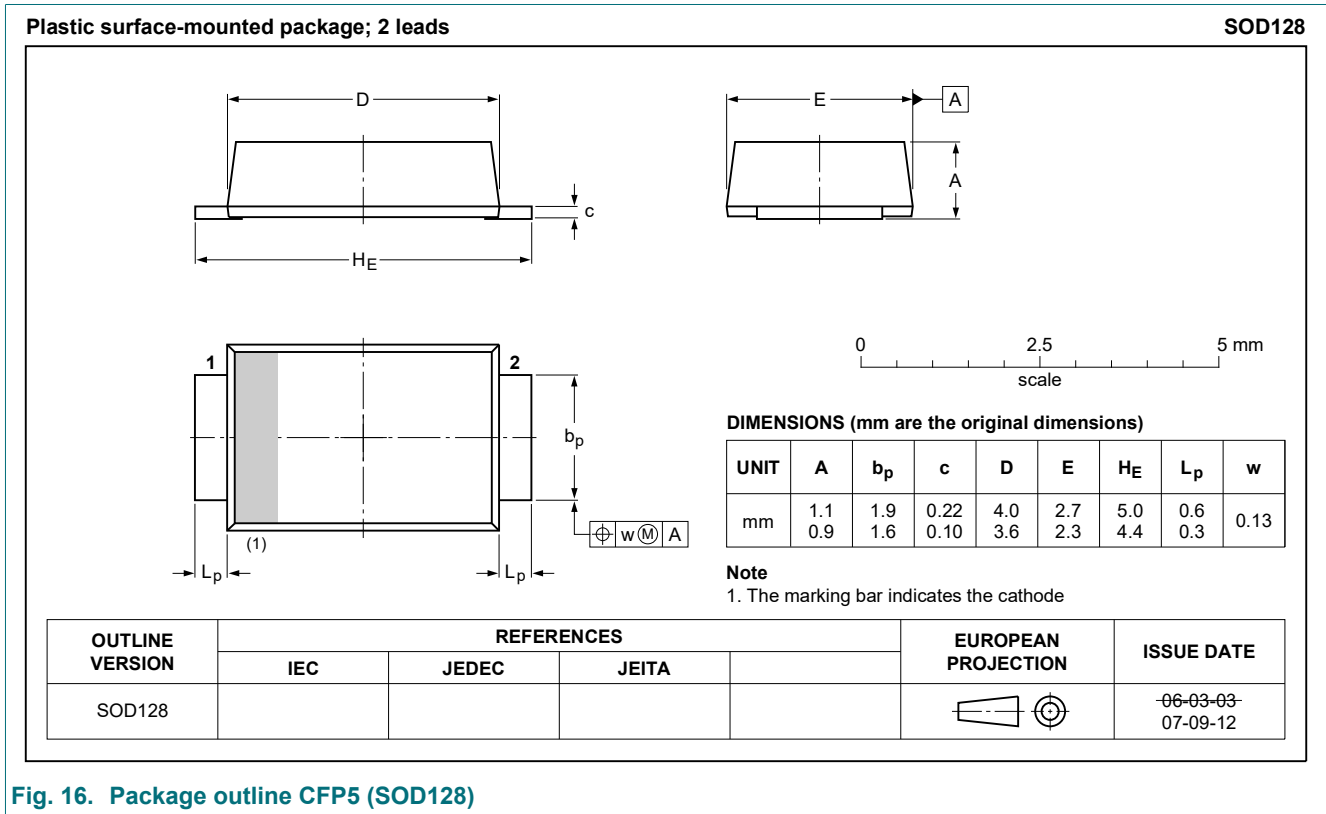 Plastic surface-mounted package; 2 leads SOD128
D E A
A
c
HE
0 2.5 5 mm
scale
1 2
bp
DIMENSIONS (mm are the original dimensions)
UNIT A bp c D E HE Lp w
mm 1.1 1.9 0.22 4.0 2.7 5.0 0.6 0.13
0.9 1.6 0.10 3.6 2.3 4.4 0.3
w M A
(1)
Lp Lp
Note
1. The marking bar indicates the cathode
OUTLINE VERSION REFERENCES EUROPEAN PROJECTION ISSUE DATE
IEC JEDEC JEITA
SOD128 06-03-03
07-09-12
Fig. 16. Package outline CFP5 (SOD128)